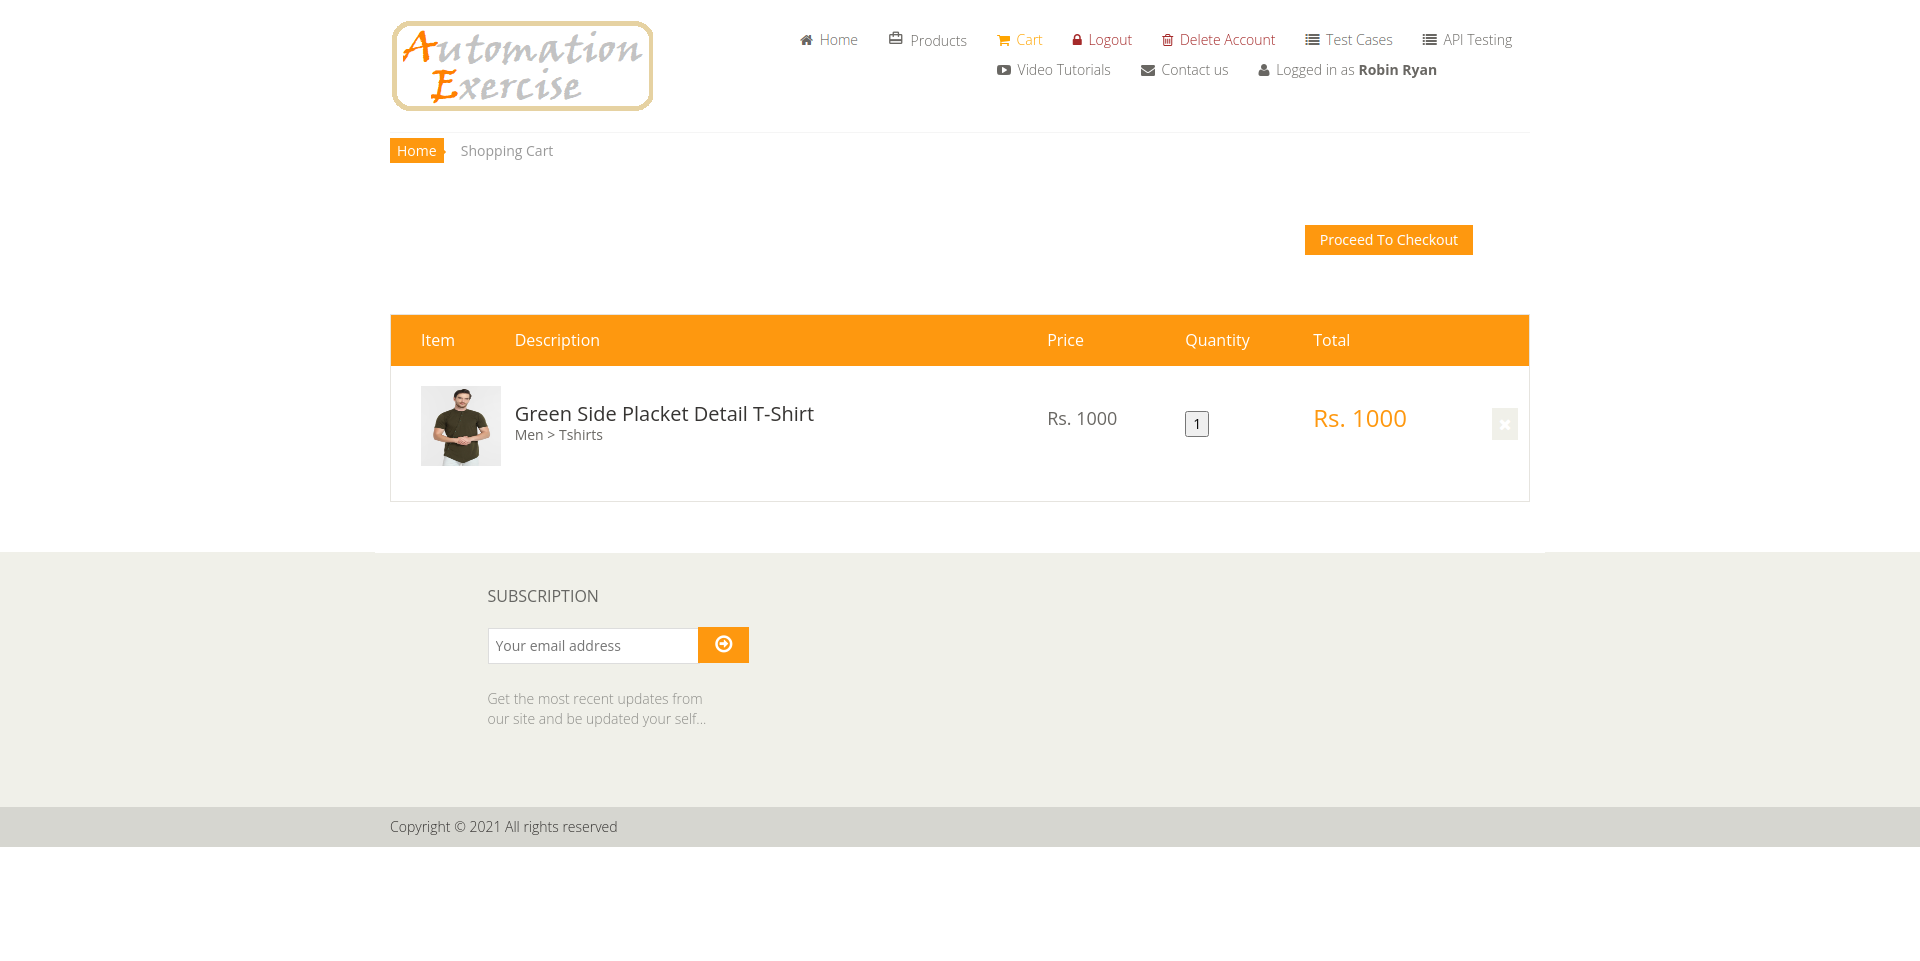 Automation
Exercise
Home
Products
Cart
Logout
Delete Account
Test Cases
API Testing
Video Tutorials
Contact us
Logged in as Robin Ryan
Home
Shopping Cart
Proceed To Checkout
Item Description Price Quantity Total
Green Side Placket Detail T-Shirt
Men > Tshirts
Rs. 1000
1
Rs. 1000
SUBSCRIPTION
Your email address
Get the most recent updates from
our site and be updated your self...
Copyright © 2021 All rights reserved